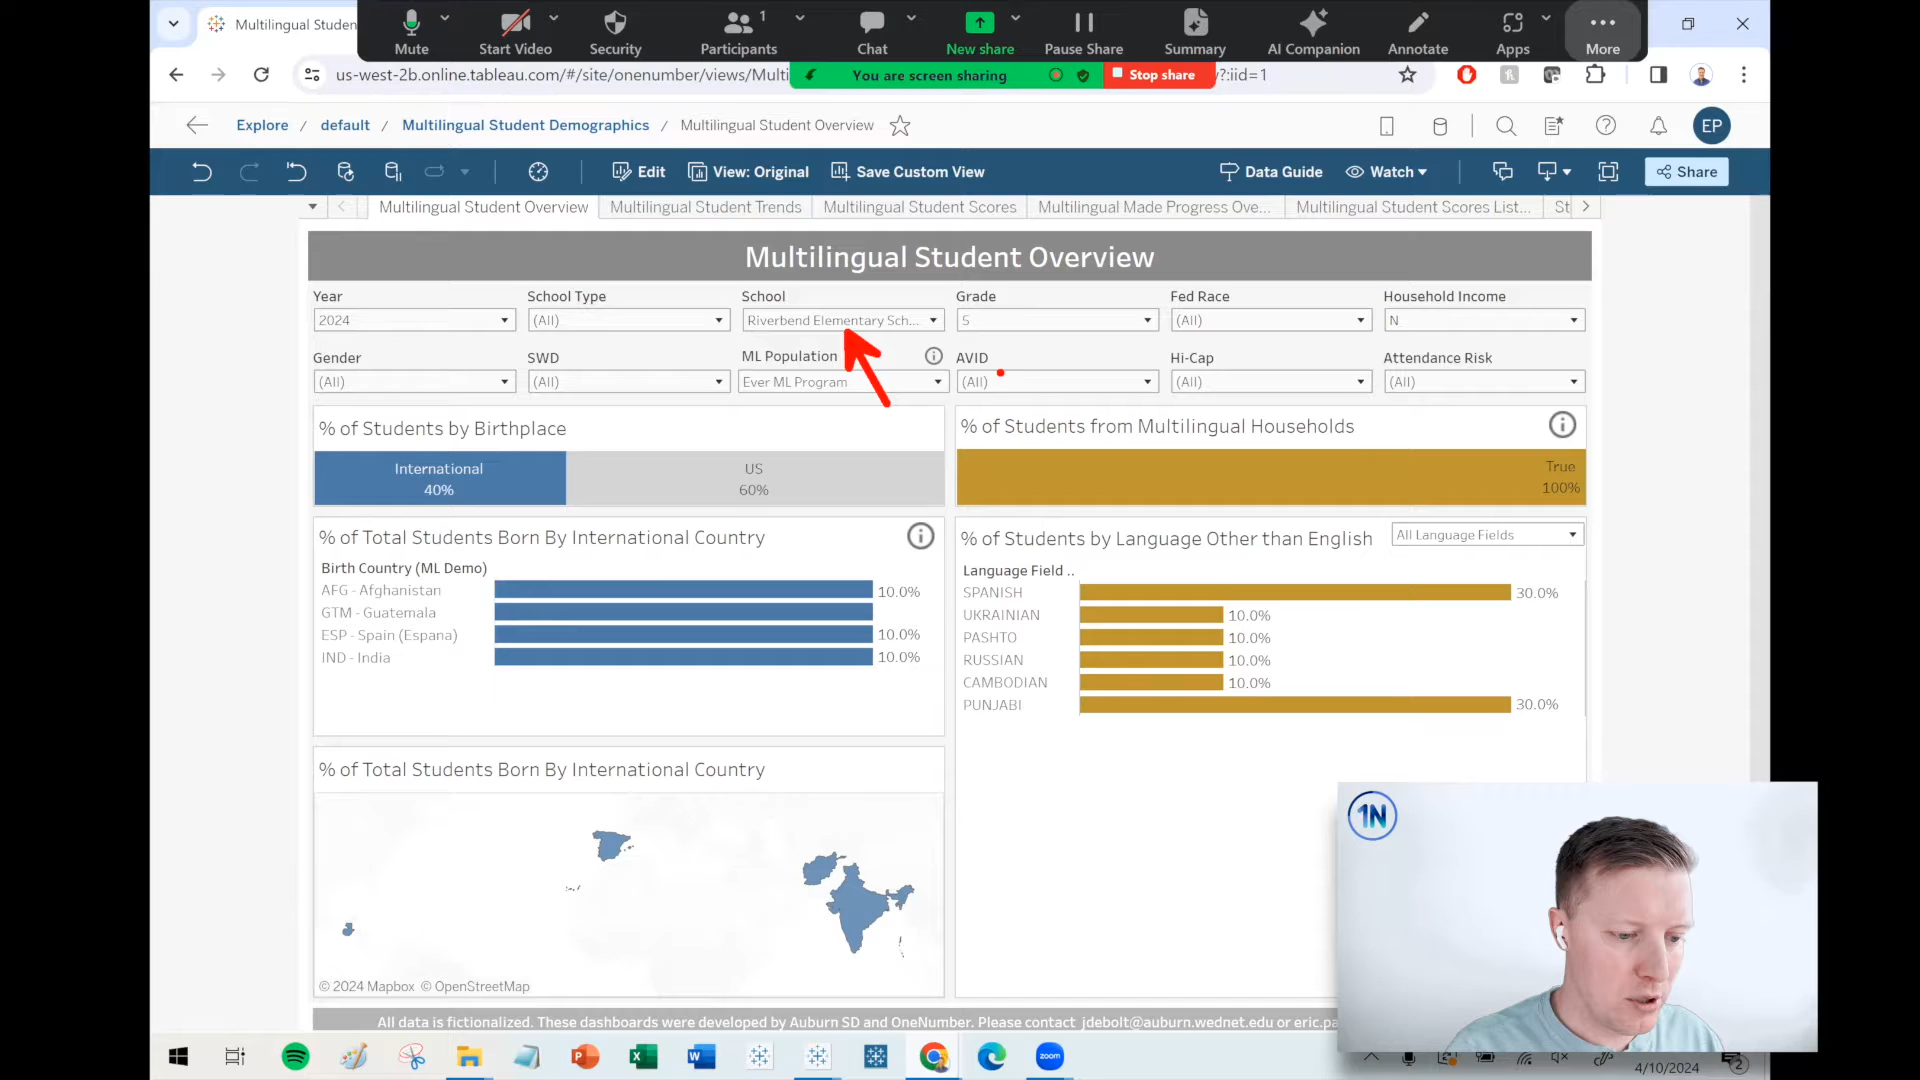 Multilingual Studen
Mute
Start Video
Security
Participants
1
Chat
New share
Pause Share
Summary
AI Companion
Annotate
Apps
More
us-west-2b.online.tableau.com/#/site/onenumber/views/Multi
You are screen sharing
Stop share
?:iid=1
Explore / default / Multilingual Student Demographics / Multilingual Student Overview
EP
Edit
View: Original
Save Custom View
Data Guide
Watch
Share
Multilingual Student Overview
Multilingual Student Trends
Multilingual Student Scores
Multilingual Made Progress Ove...
Multilingual Student Scores List...
St
Multilingual Student Overview
Year
School Type
School
Grade
Fed Race
Household Income
2024
(All)
Riverbend Elementary Sch...
5
(All)
N
Gender
SWD
ML Population
AVID
Hi-Cap
Attendance Risk
(All)
(All)
Ever ML Program
(All)
(All)
(All)
% of Students by Birthplace
International
40%
US
60%
% of Students from Multilingual Households
True
100%
% of Total Students Born By International Country
Birth Country (ML Demo)
AFG - Afghanistan 10.0%
GTM - Guatemala
ESP - Spain (Espana) 10.0%
IND - India 10.0%
% of Students by Language Other than English
All Language Fields
Language Field ..
SPANISH 30.0%
UKRAINIAN 10.0%
PASHTO 10.0%
RUSSIAN 10.0%
CAMBODIAN 10.0%
PUNJABI 30.0%
% of Total Students Born By International Country
© 2024 Mapbox © OpenStreetMap
1N
All data is fictionalized. These dashboards were developed by Auburn SD and OneNumber. Please contact jdebolt@auburn.wednet.edu or eric.pa
zoom
4/10/2024
2